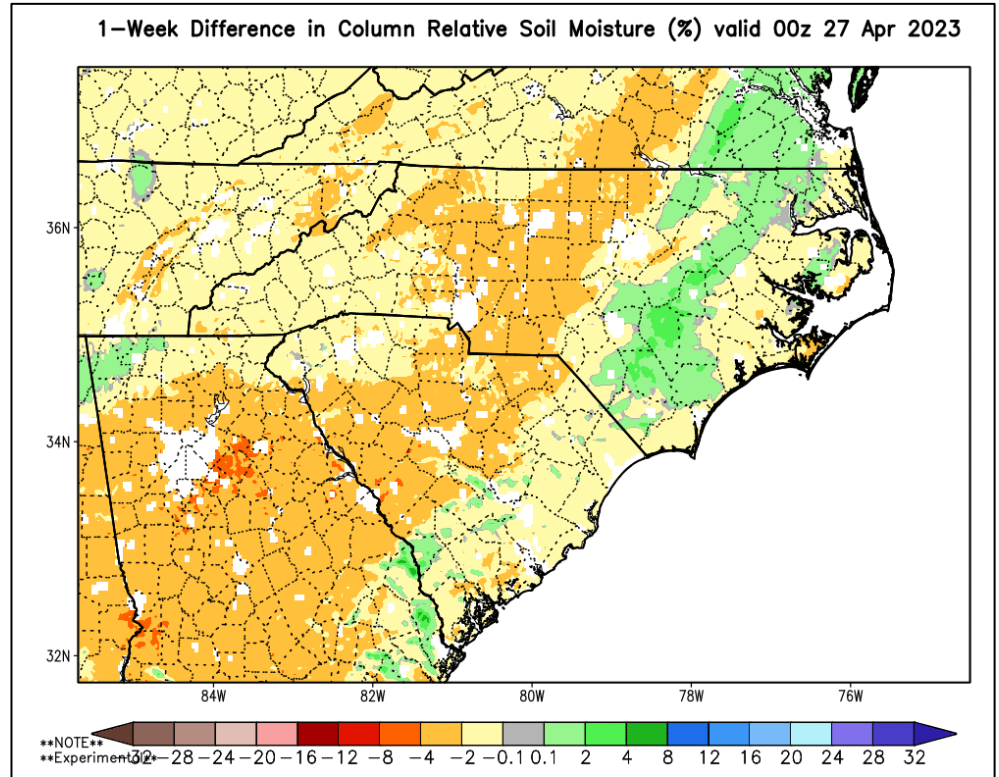 1-Week Difference in Column Relative Soil Moisture (%) valid 00z 27 Apr 2023
36N
34N
32N
84W 82W 80W 78W 76W
**NOTE**
**Experimental** -32 -28 -24 -20 -16 -12 -8 -4 -2 -0.1 0.1 2 4 8 12 16 20 24 28 32